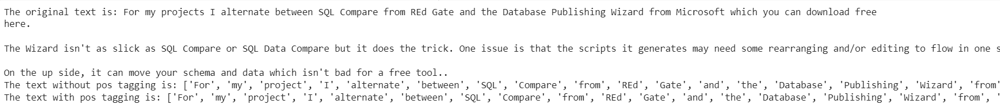 The original text is: For my projects I alternate between SQL Compare from REd Gate and the Database Publishing Wizard from Microsoft which you can download free
here.
The Wizard isn't as slick as SQL Compare or SQL Data Compare but it does the trick. One issue is that the scripts it generates may need some rearranging and/or editing to flow in one s
On the up side, it can move your schema and data which isn't bad for a free tool..
The text without pos tagging is: ['For', 'my', 'project', 'I', 'alternate', 'between', 'SQL', 'Compare', 'from', 'REd', 'Gate', 'and', 'the', 'Database', 'Publishing', 'Wizard', 'from'
The text with pos tagging is: ['For', 'my', 'project', 'I', 'alternate', 'between', 'SQL', 'Compare', 'from', 'REd', 'Gate', 'and', 'the', 'Database', 'Publishing', 'Wizard', 'from', '